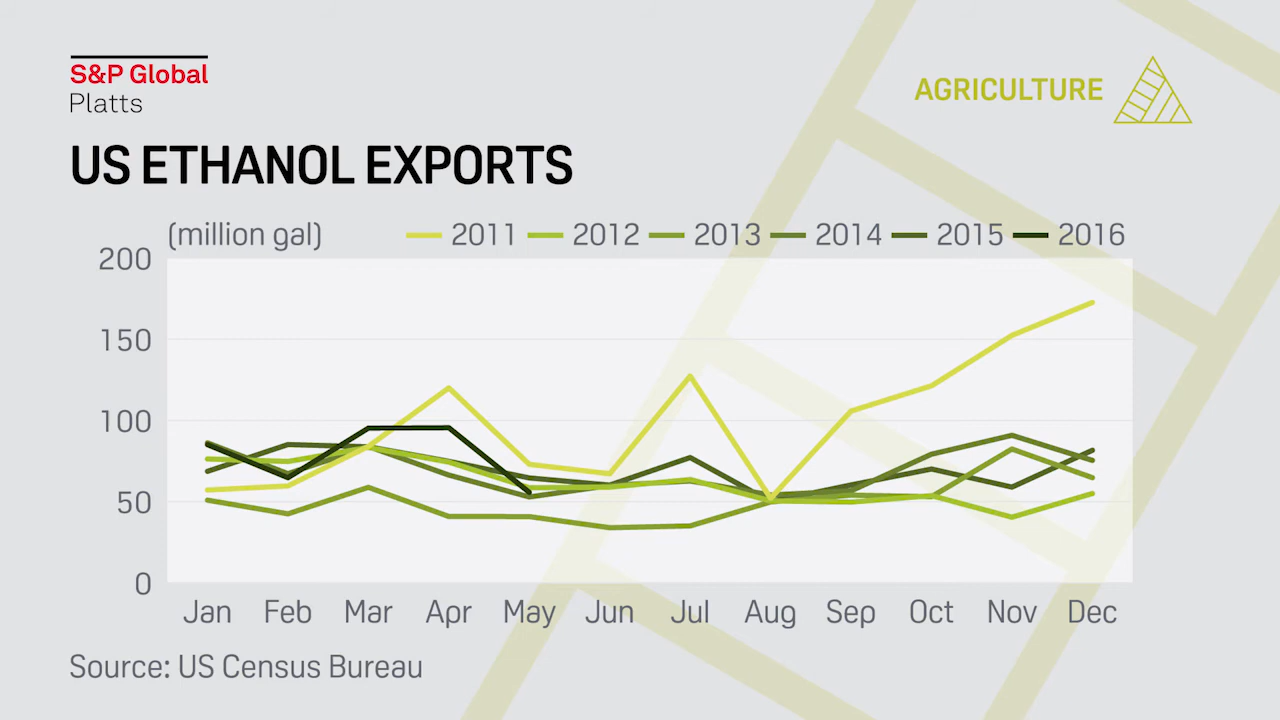 S&P Global
Platts
AGRICULTURE
US ETHANOL EXPORTS
(million gal) 2011 2012 2013 2014 2015 2016
200
150
100
50
0
Jan Feb Mar Apr May Jun Jul Aug Sep Oct Nov Dec
Source: US Census Bureau